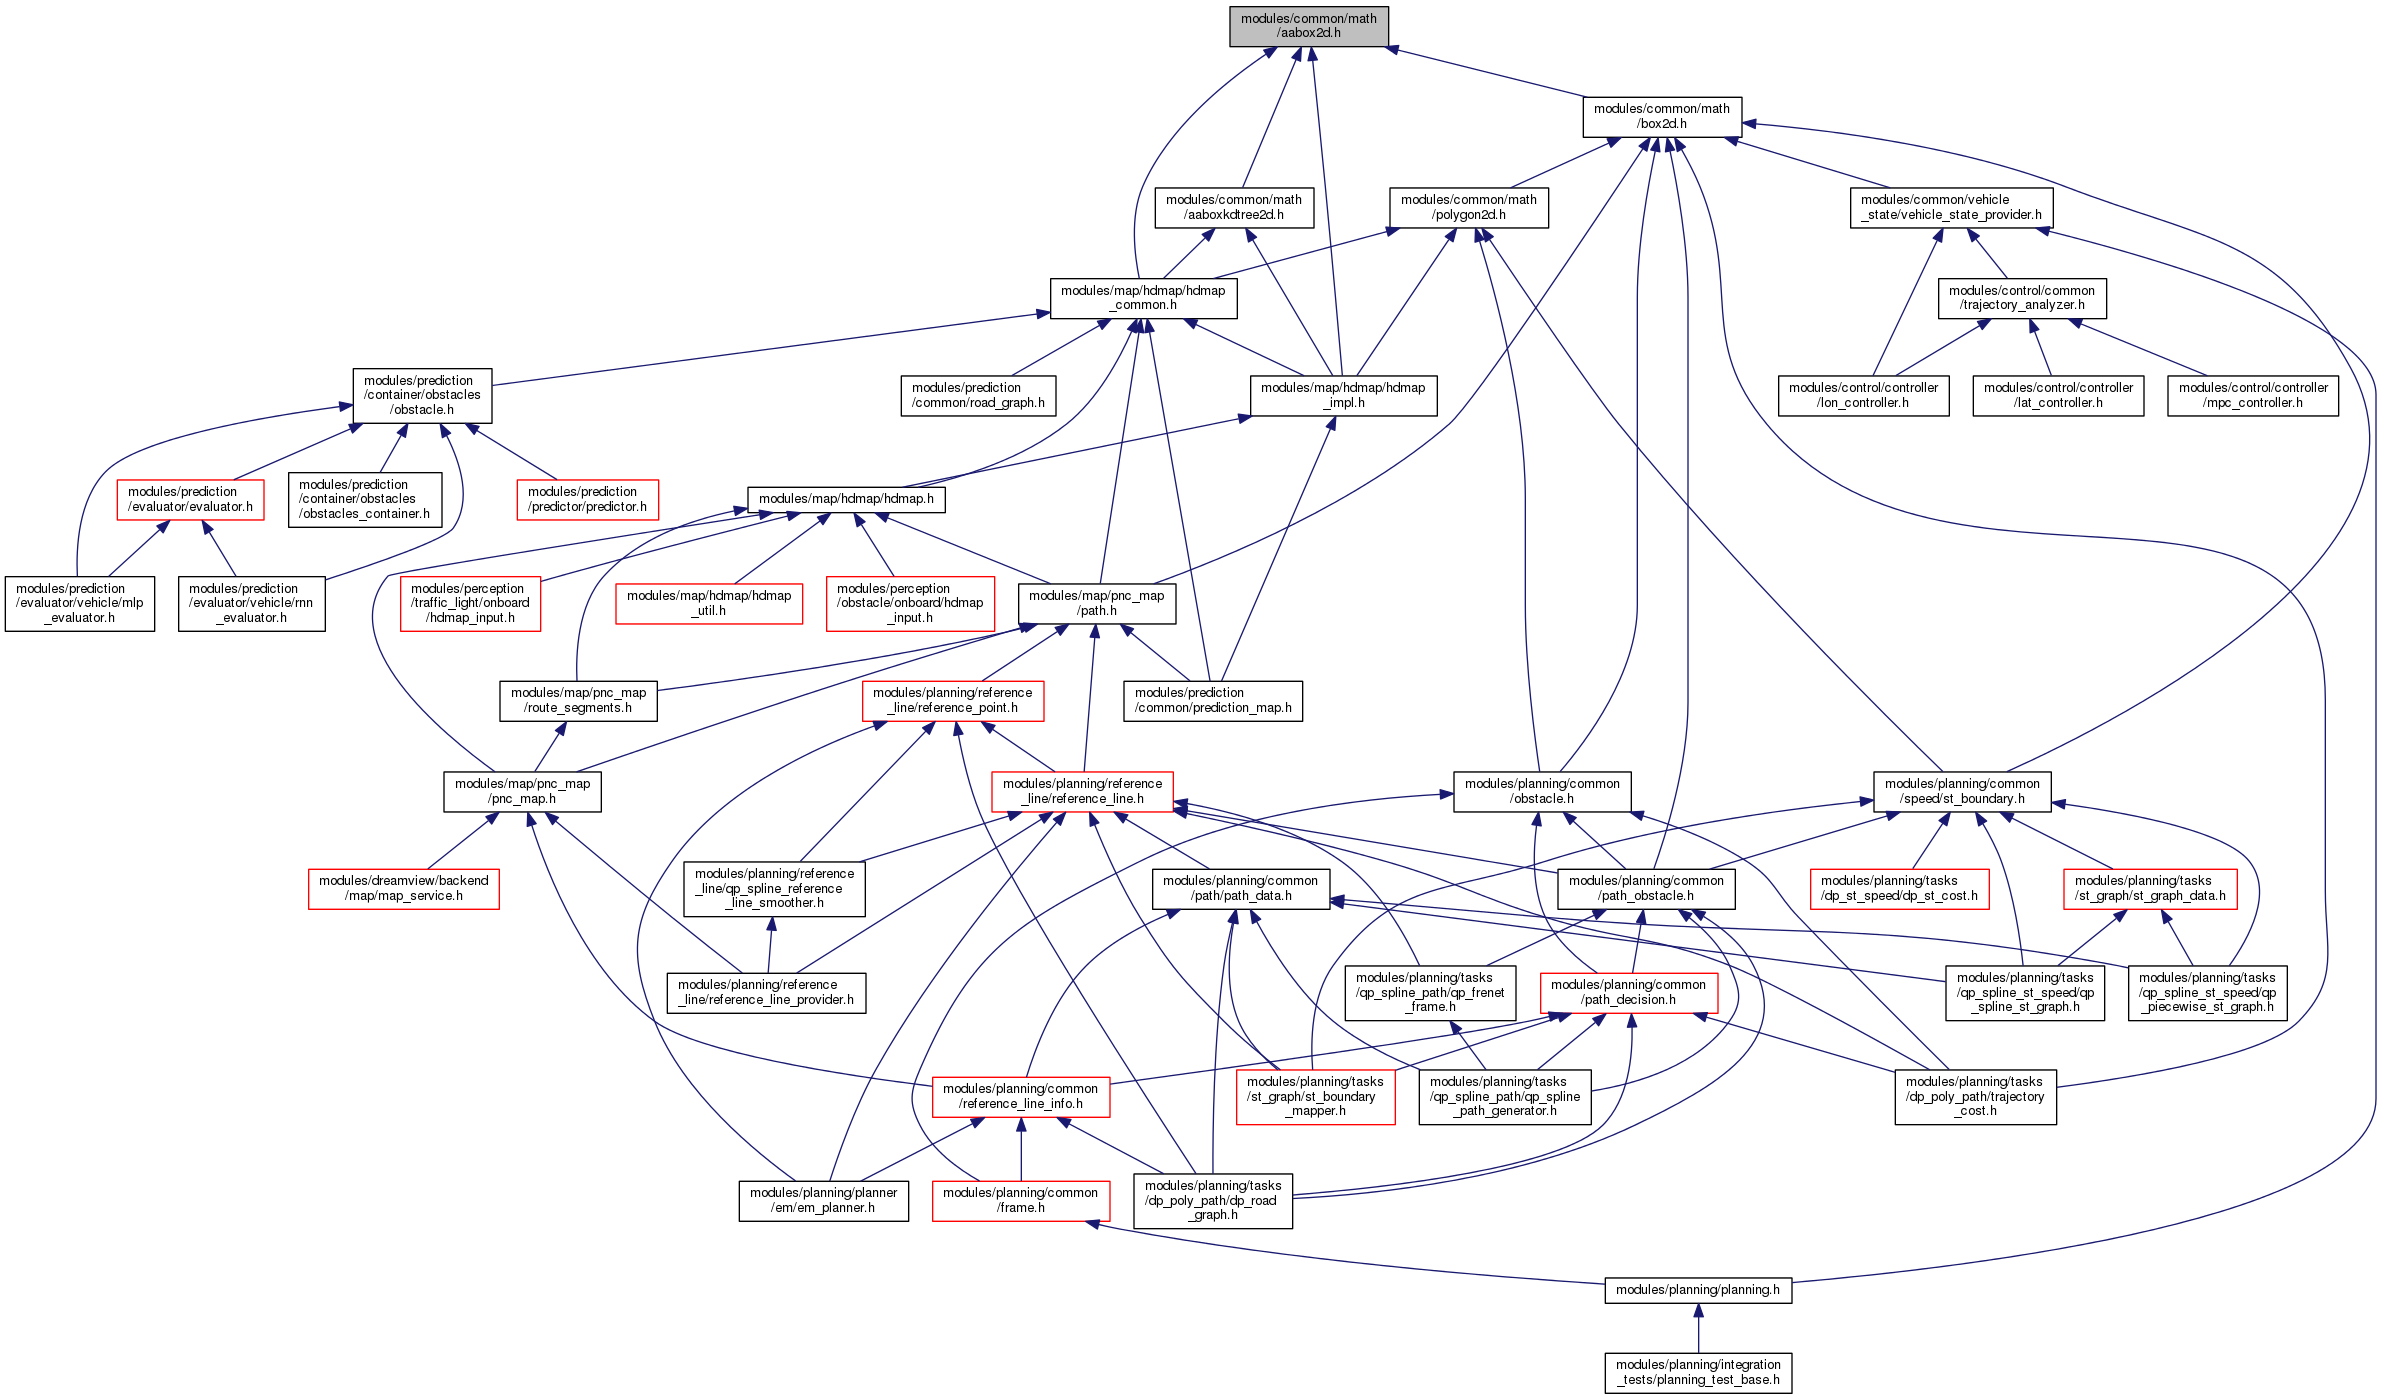 modules/common/math
/aabox2d.h
modules/common/math
/box2d.h
modules/common/math
/aaboxkdtree2d.h
modules/common/math
/polygon2d.h
modules/common/vehicle
_state/vehicle_state_provider.h
modules/map/hdmap/hdmap
_common.h
modules/control/common
/trajectory_analyzer.h
modules/prediction
/container/obstacles
/obstacle.h
modules/prediction
/common/road_graph.h
modules/map/hdmap/hdmap
_impl.h
modules/control/controller
/lon_controller.h
modules/control/controller
/lat_controller.h
modules/control/controller
/mpc_controller.h
modules/prediction
/evaluator/evaluator.h
modules/prediction
/container/obstacles
/obstacles_container.h
modules/prediction
/predictor/predictor.h
modules/map/hdmap/hdmap.h
modules/prediction
/evaluator/vehicle/mlp
_evaluator.h
modules/prediction
/evaluator/vehicle/rnn
_evaluator.h
modules/perception
/traffic_light/onboard
/hdmap_input.h
modules/map/hdmap/hdmap
_util.h
modules/perception
/obstacle/onboard/hdmap
_input.h
modules/map/pnc_map
/path.h
modules/map/pnc_map
/route_segments.h
modules/planning/reference
_line/reference_point.h
modules/prediction
/common/prediction_map.h
modules/map/pnc_map
/pnc_map.h
modules/planning/reference
_line/reference_line.h
modules/planning/common
/obstacle.h
modules/planning/common
/speed/st_boundary.h
modules/dreamview/backend
/map/map_service.h
modules/planning/reference
_line/qp_spline_reference
_line_smoother.h
modules/planning/common
/path/path_data.h
modules/planning/common
/path_obstacle.h
modules/planning/tasks
/dp_st_speed/dp_st_cost.h
modules/planning/tasks
/st_graph/st_graph_data.h
modules/planning/reference
_line/reference_line_provider.h
modules/planning/tasks
/qp_spline_path/qp_frenet
_frame.h
modules/planning/common
/path_decision.h
modules/planning/tasks
/qp_spline_st_speed/qp
_spline_st_graph.h
modules/planning/tasks
/qp_spline_st_speed/qp
_piecewise_st_graph.h
modules/planning/common
/reference_line_info.h
modules/planning/tasks
/st_graph/st_boundary
_mapper.h
modules/planning/tasks
/qp_spline_path/qp_spline
_path_generator.h
modules/planning/tasks
/dp_poly_path/trajectory
_cost.h
modules/planning/planner
/em/em_planner.h
modules/planning/common
/frame.h
modules/planning/tasks
/dp_poly_path/dp_road
_graph.h
modules/planning/planning.h
modules/planning/integration
_tests/planning_test_base.h